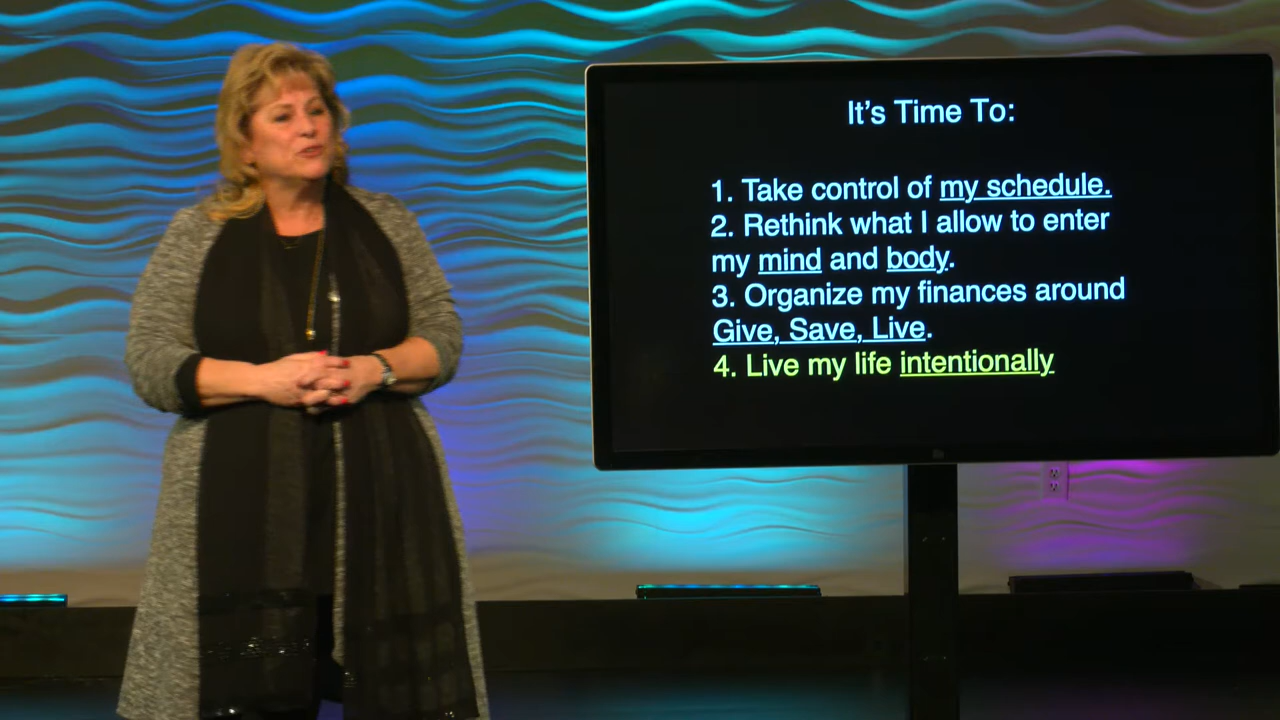 It's Time To:
1. Take control of my schedule.
2. Rethink what I allow to enter
my mind and body.
3. Organize my finances around
Give, Save, Live.
4. Live my life intentionally